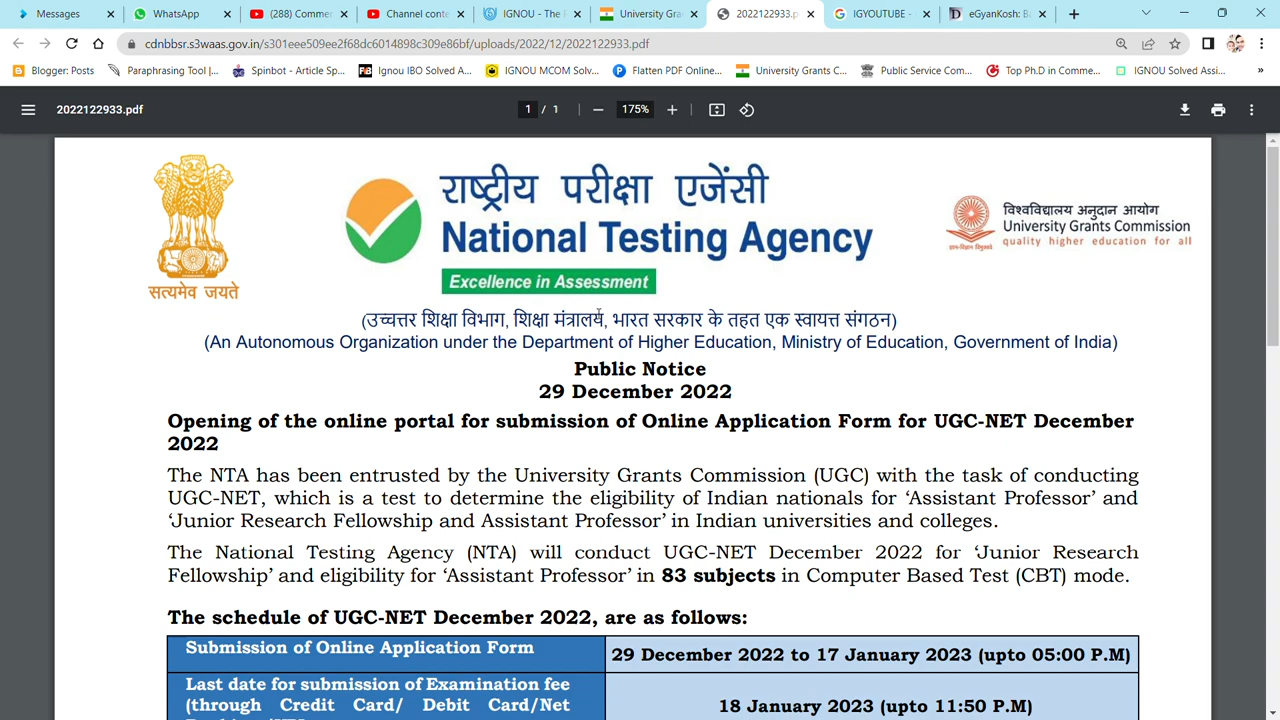 Messages
WhatsApp
(288) Comme
Channel conte
IGNOU - The P
University Gra
2022122933.p
IGYOUTUBE -
eGyanKosh: Ba
cdnbbsr.s3waas.gov.in/s301eee509ee2f68dc6014898c309e86bf/uploads/2022/12/2022122933.pdf
Blogger: Posts
Paraphrasing Tool |...
Spinbot - Article Sp...
Ignou IBO Solved A...
IGNOU MCOM Solv...
Flatten PDF Online...
University Grants C...
Public Service Com...
Top Ph.D in Comme...
IGNOU Solved Assi...
»
2022122933.pdf
1 / 1
175%
राष्ट्रीय परीक्षा एजेंसी
National Testing Agency
Excellence in Assessment
सत्यमेव जयते
विश्वविद्यालय अनुदान आयोग
University Grants Commission
quality higher education for all
ज्ञान-विज्ञान विमुक्तये
(उच्चत्तर शिक्षा विभाग, शिक्षा मंत्रालय, भारत सरकार के तहत एक स्वायत्त संगठन)
(An Autonomous Organization under the Department of Higher Education, Ministry of Education, Government of India)
Public Notice
29 December 2022
Opening of the online portal for submission of Online Application Form for UGC-NET December
2022
The NTA has been entrusted by the University Grants Commission (UGC) with the task of conducting
UGC-NET, which is a test to determine the eligibility of Indian nationals for ‘Assistant Professor’ and
‘Junior Research Fellowship and Assistant Professor’ in Indian universities and colleges.
The National Testing Agency (NTA) will conduct UGC-NET December 2022 for ‘Junior Research
Fellowship’ and eligibility for ‘Assistant Professor’ in 83 subjects in Computer Based Test (CBT) mode.
The schedule of UGC-NET December 2022, are as follows:
Submission of Online Application Form
29 December 2022 to 17 January 2023 (upto 05:00 P.M)
Last date for submission of Examination fee
(through Credit Card/ Debit Card/Net
18 January 2023 (upto 11:50 P.M)